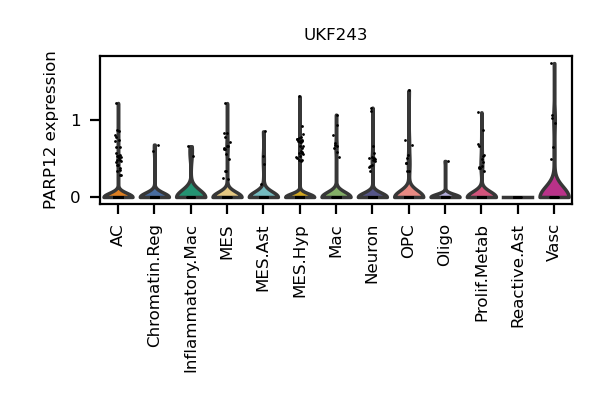 UKF243
PARP12 expression
1
0
AC
Chromatin.Reg
Inflammatory.Mac
MES
MES.Ast
MES.Hyp
Mac
Neuron
OPC
Oligo
Prolif.Metab
Reactive.Ast
Vasc